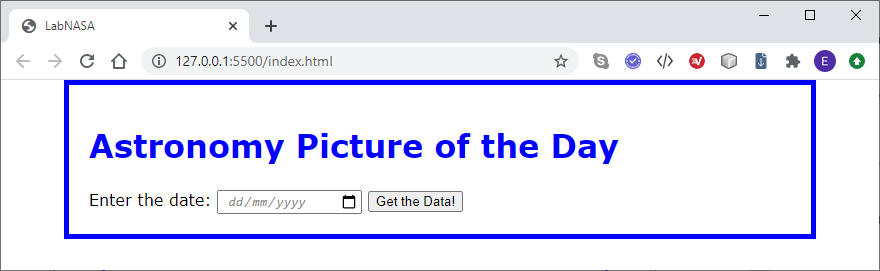 LabNASA
127.0.0.1:5500/index.html
E
Astronomy Picture of the Day
Enter the date: dd/mm/yyyy Get the Data!